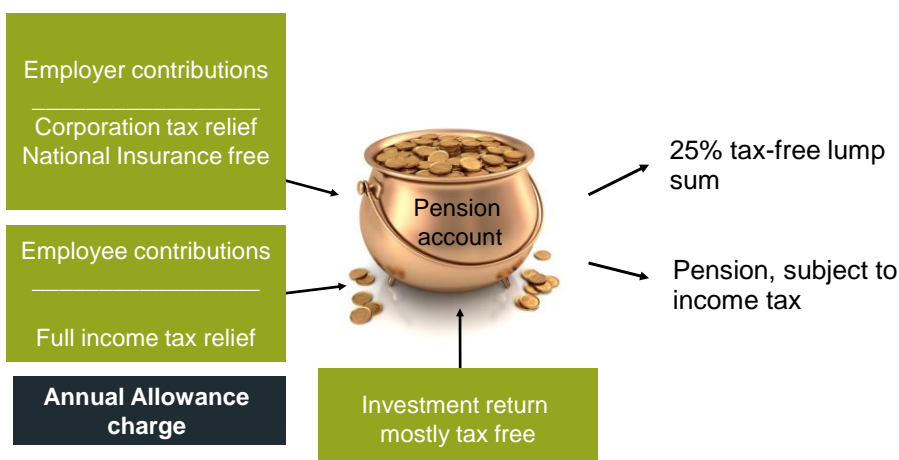 Employer contributions
Corporation tax relief
National Insurance free
Employee contributions
Full income tax relief
Annual Allowance
charge
Pension
account
Investment return
mostly tax free
25% tax-free lump
sum
Pension, subject to
income tax